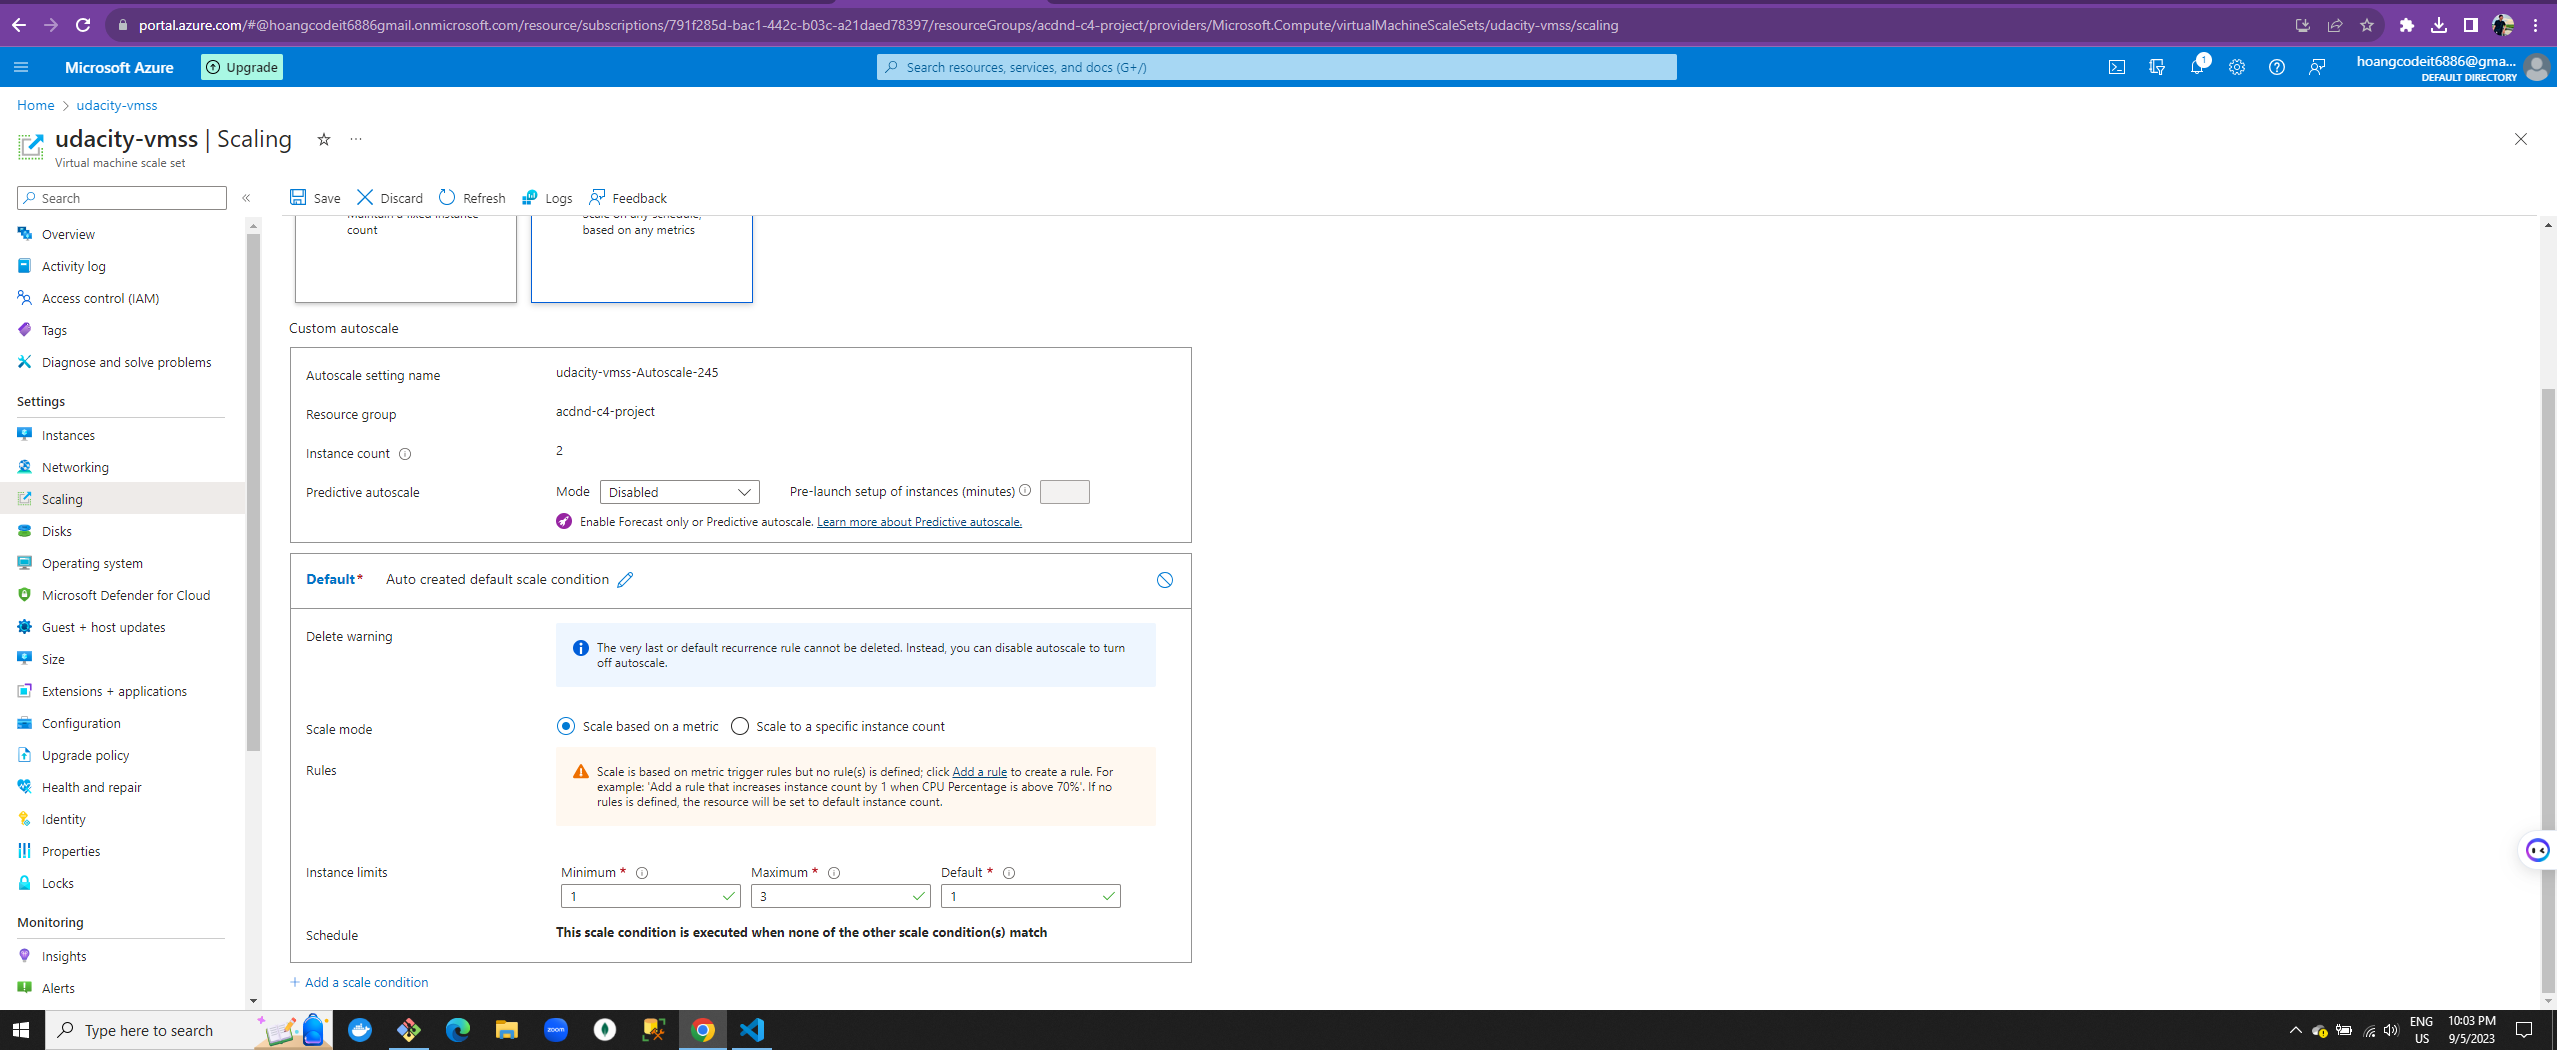 portal.azure.com/#@hoangcodeit6886gmail.onmicrosoft.com/resource/subscriptions/791f285d-bac1-442c-b03c-a21daed78397/resourceGroups/acdnd-c4-project/providers/Microsoft.Compute/virtualMachineScaleSets/udacity-vmss/scaling
Microsoft Azure
Upgrade
Search resources, services, and docs (G+/)
1
hoangcodeit6886@gma...
DEFAULT DIRECTORY
Home > udacity-vmss
udacity-vmss | Scaling
Virtual machine scale set
Search
Save
Discard
Refresh
Logs
Feedback
Overview
Activity log
Access control (IAM)
Tags
Diagnose and solve problems
Settings
Instances
Networking
Scaling
Disks
Operating system
Microsoft Defender for Cloud
Guest + host updates
Size
Extensions + applications
Configuration
Upgrade policy
Health and repair
Identity
Properties
Locks
Monitoring
Insights
Alerts
Maintain a fixed instance
count
Scale on any schedule,
based on any metrics
Custom autoscale
Autoscale setting name
udacity-vmss-Autoscale-245
Resource group
acdnd-c4-project
Instance count
2
Predictive autoscale
Mode
Disabled
Pre-launch setup of instances (minutes)
Enable Forecast only or Predictive autoscale. Learn more about Predictive autoscale.
Default*
Auto created default scale condition
Delete warning
The very last or default recurrence rule cannot be deleted. Instead, you can disable autoscale to turn
off autoscale.
Scale mode
Scale based on a metric
Scale to a specific instance count
Rules
Scale is based on metric trigger rules but no rule(s) is defined; click Add a rule to create a rule. For
example: 'Add a rule that increases instance count by 1 when CPU Percentage is above 70%'. If no
rules is defined, the resource will be set to default instance count.
Instance limits
Minimum *
Maximum *
Default *
1
3
1
Schedule
This scale condition is executed when none of the other scale condition(s) match
+ Add a scale condition
Type here to search
zoom
ENG
US
10:03 PM
9/5/2023